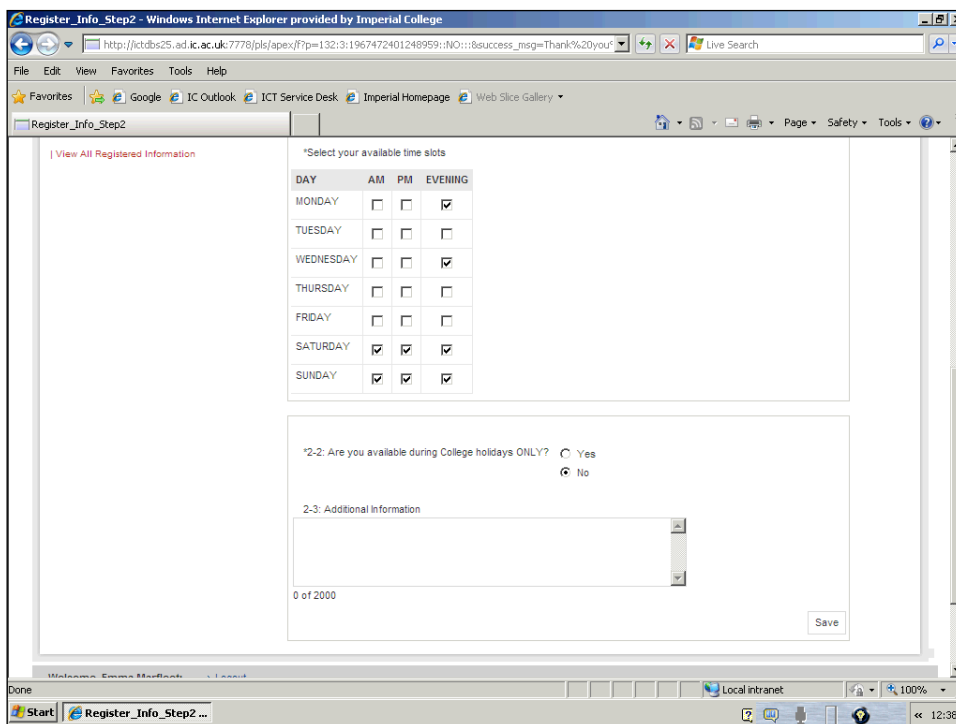 Register_Info_Step2 - Windows Internet Explorer provided by Imperial College
http://ictdbs25.ad.ic.ac.uk:7778/pls/apex/f?p=132:3:1967472401248959::NO:::&success_msg=Thank%20you
Live Search
File Edit View Favorites Tools Help
Favorites Google IC Outlook ICT Service Desk Imperial Homepage Web Slice Gallery
Register_Info_Step2 Page Safety Tools
| View All Registered Information
*Select your available time slots
DAY AM PM EVENING
MONDAY
TUESDAY
WEDNESDAY
THURSDAY
FRIDAY
SATURDAY
SUNDAY
*2-2: Are you available during College holidays ONLY? Yes
No
2-3: Additional Information
0 of 2000
Save
Welcome, Emma Marfleet: > Logout
Done Local intranet 100%
Start Register_Info_Step2 ... « 12:38